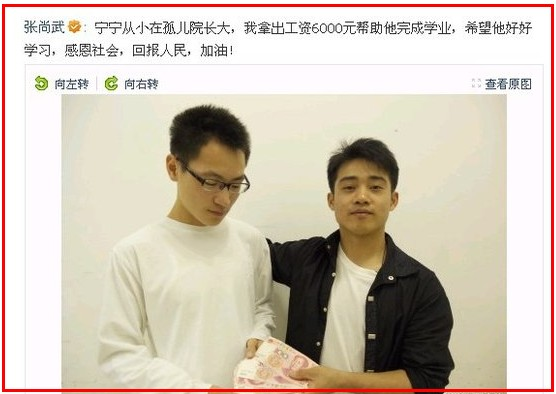 张尚武：宁宁从小在孤儿院长大，我拿出工资6000元帮助他完成学业，希望他好好
学习，感恩社会，回报人民，加油！
向左转 向右转 查看原图